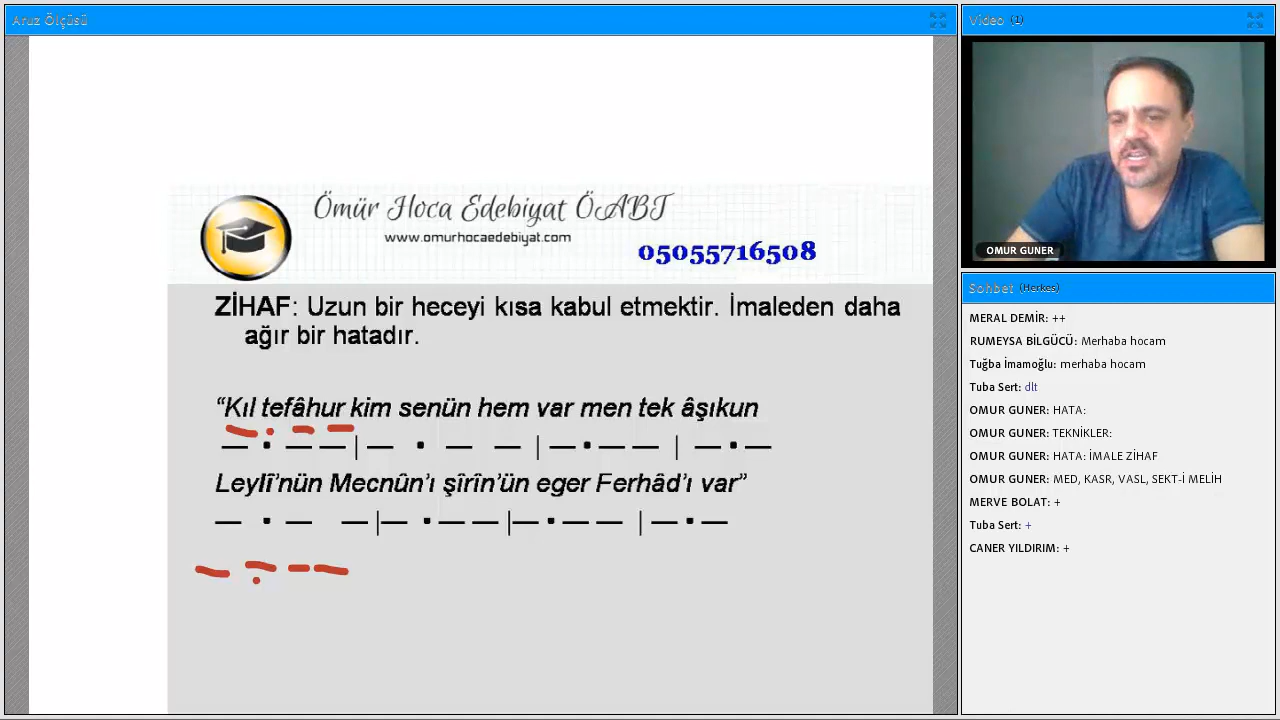 Aruz Ölçüsü
Ömür Hoca Edebiyat ÖABT
www.omurhocaedebiyat.com
05055716508
ZİHAF: Uzun bir heceyi kısa kabul etmektir. İmaleden daha
ağır bir hatadır.
“Kıl tefâhur kim senün hem var men tek âşıkun
— . — — | — . — — | — . — — | — . —
Leylî’nün Mecnûn’ı şîrîn’ün eger Ferhâd’ı var”
— . — — | — . — — | — . — — | — . —
Video (1)
OMUR GUNER
Sohbet (Herkes)
MERAL DEMİR: ++
RUMEYSA BİLGÜCÜ: Merhaba hocam
Tuğba İmamoğlu: merhaba hocam
Tuba Sert: dlt
OMUR GUNER: HATA:
OMUR GUNER: TEKNİKLER:
OMUR GUNER: HATA: İMALE ZİHAF
OMUR GUNER: MED, KASR, VASL, SEKT-İ MELİH
MERVE BOLAT: +
Tuba Sert: +
CANER YILDIRIM: +